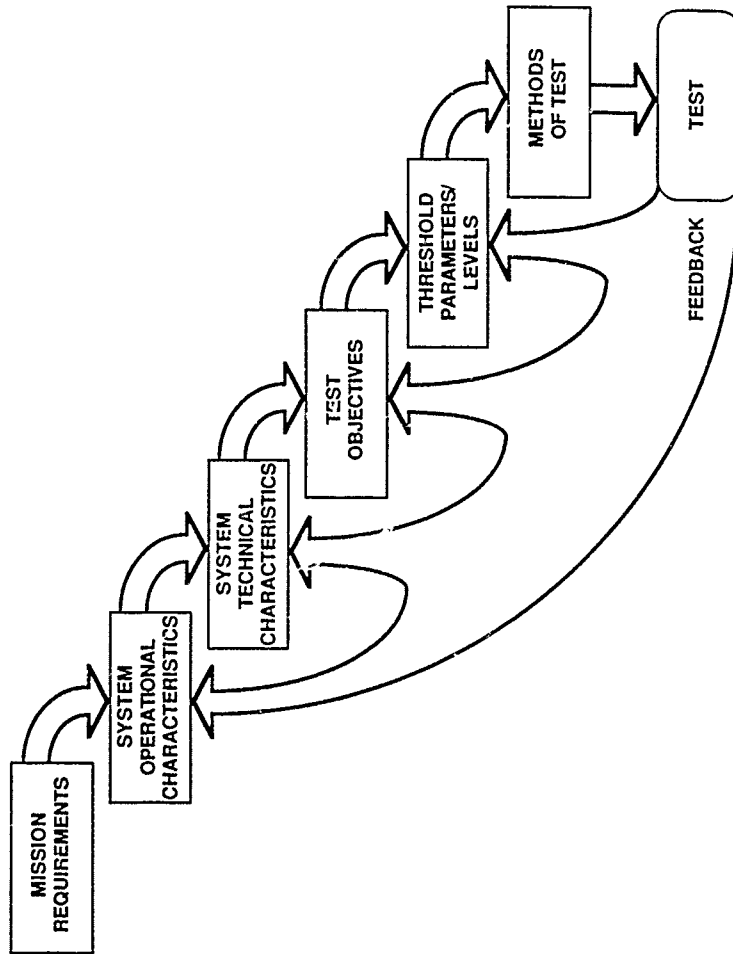 MISSION
REQUIREMENTS
SYSTEM
OPERATIONAL
CHARACTERISTICS
SYSTEM
TECHNICAL
CHARACTERISTICS
TEST
OBJECTIVES
THRESHOLD
PARAMETERS/
LEVELS
METHODS
OF TEST
TEST
FEEDBACK